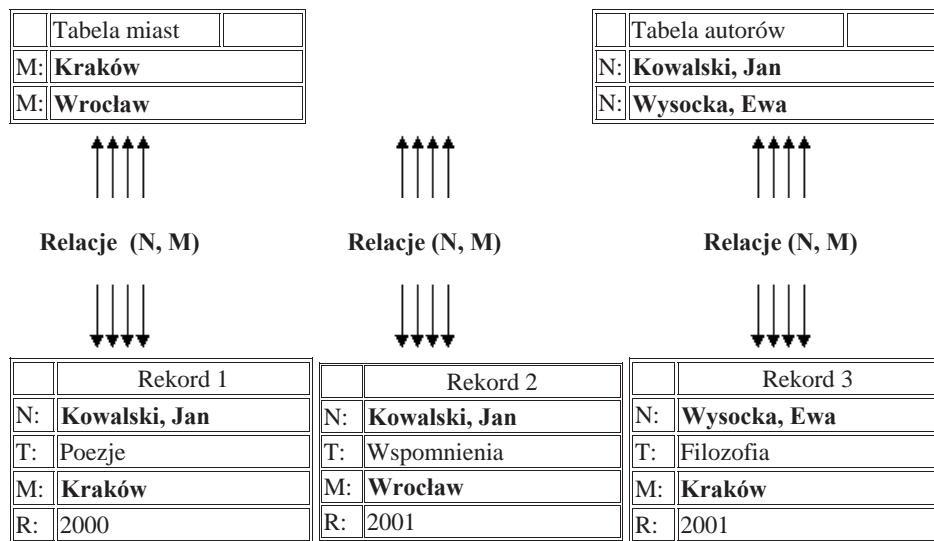 Tabela miast Tabela autorów
M: Kraków N: Kowalski, Jan
M: Wrocław N: Wysocka, Ewa
Relacje (N, M) Relacje (N, M) Relacje (N, M)
Rekord 1 Rekord 2 Rekord 3
N: Kowalski, Jan N: Kowalski, Jan N: Wysocka, Ewa
T: Poezje T: Wspomnienia T: Filozofia
M: Kraków M: Wrocław M: Kraków
R: 2000 R: 2001 R: 2001